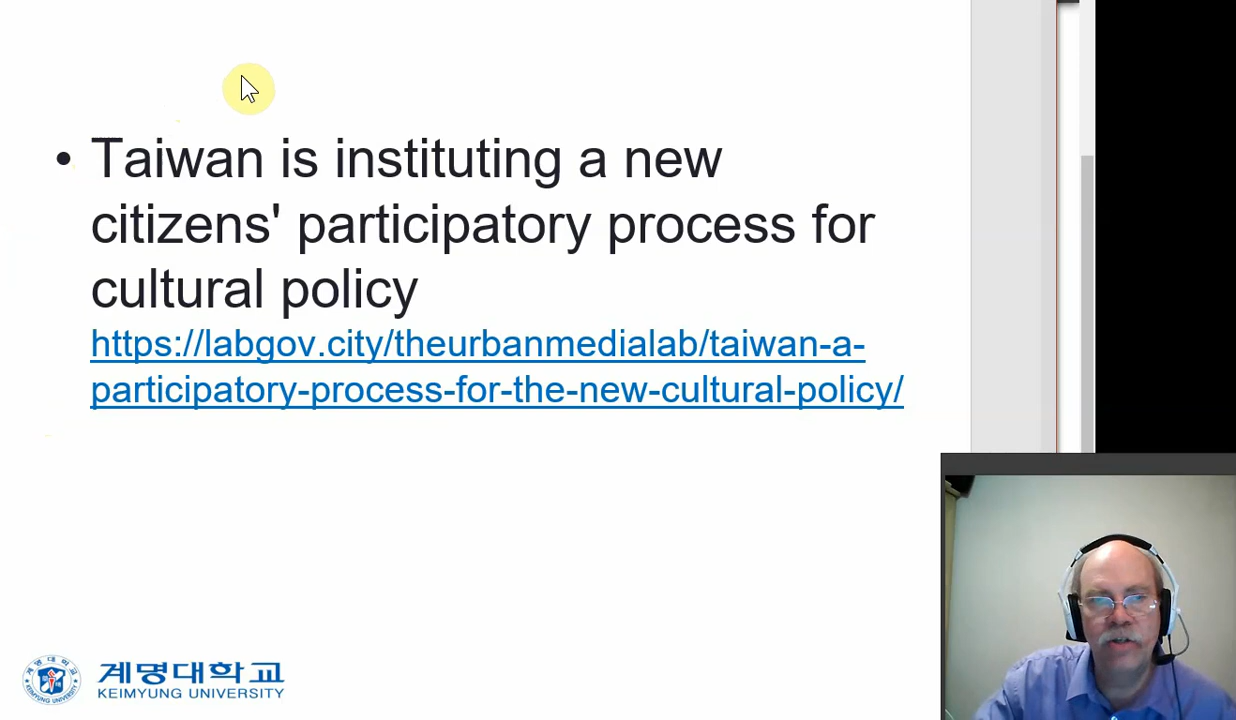 • Taiwan is instituting a new
citizens' participatory process for
cultural policy
https://labgov.city/theurbanmedialab/taiwan-a-
participatory-process-for-the-new-cultural-policy/
계명대학교
KEIMYUNG UNIVERSITY